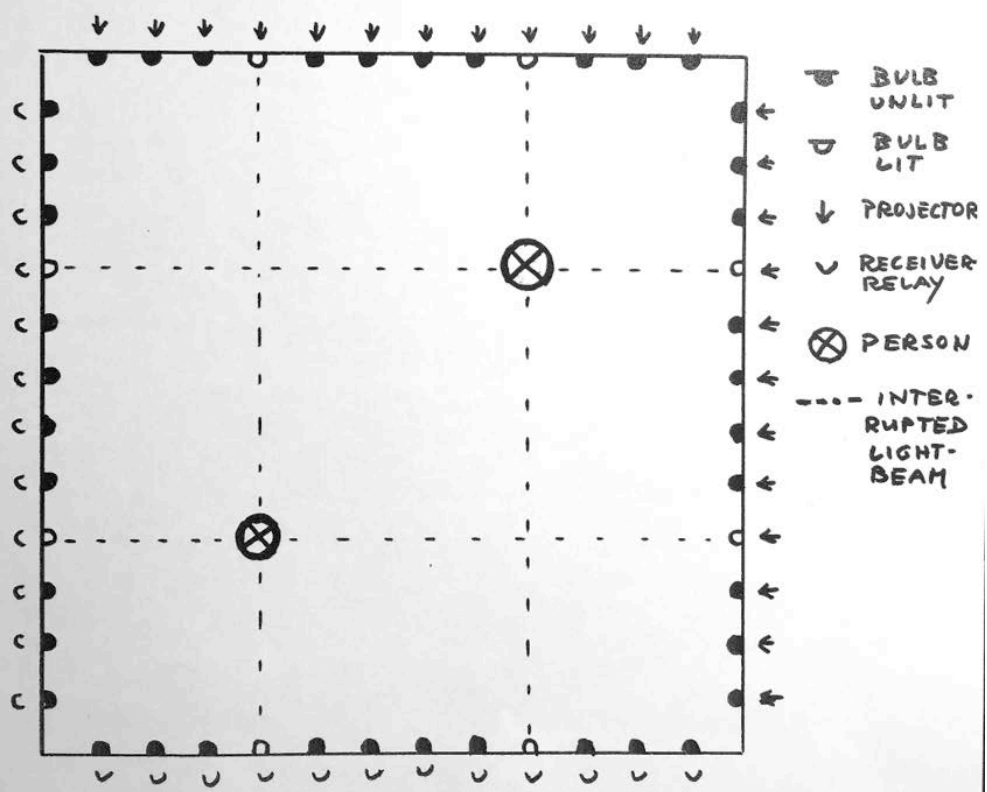 BULB
UNLIT
BULB
LIT
PROJECTOR
RECEIVER-
RELAY
PERSON
INTER-
RUPTED
LIGHT-
BEAM